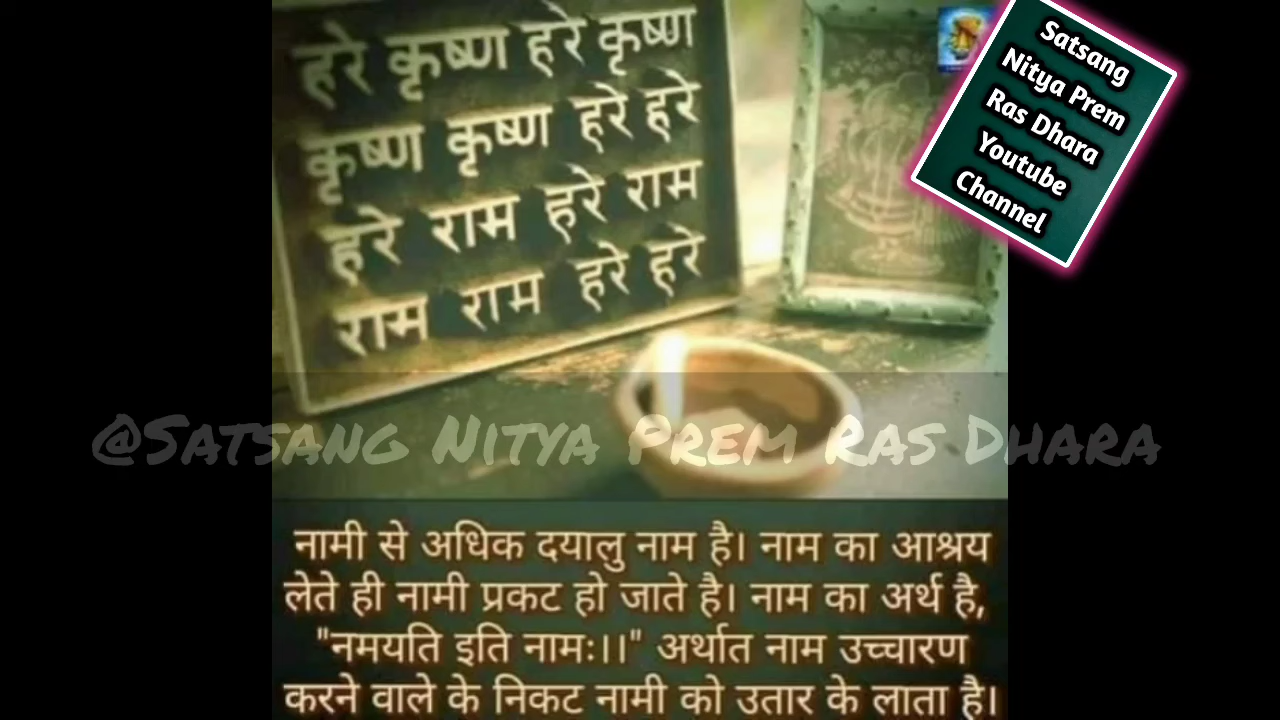 हरे कृष्ण हरे कृष्ण
कृष्ण कृष्ण हरे हरे
हरे राम हरे राम
राम राम हरे हरे
Satsang
Nitya Prem
Ras Dhara
Youtube
Channel
@Satsang Nitya Prem Ras Dhara
नामी से अधिक दयालु नाम है। नाम का आश्रय
लेते ही नामी प्रकट हो जाते है। नाम का अर्थ है,
"नमयति इति नामः।।" अर्थात नाम उच्चारण
करने वाले के निकट नामी को उतार के लाता है।